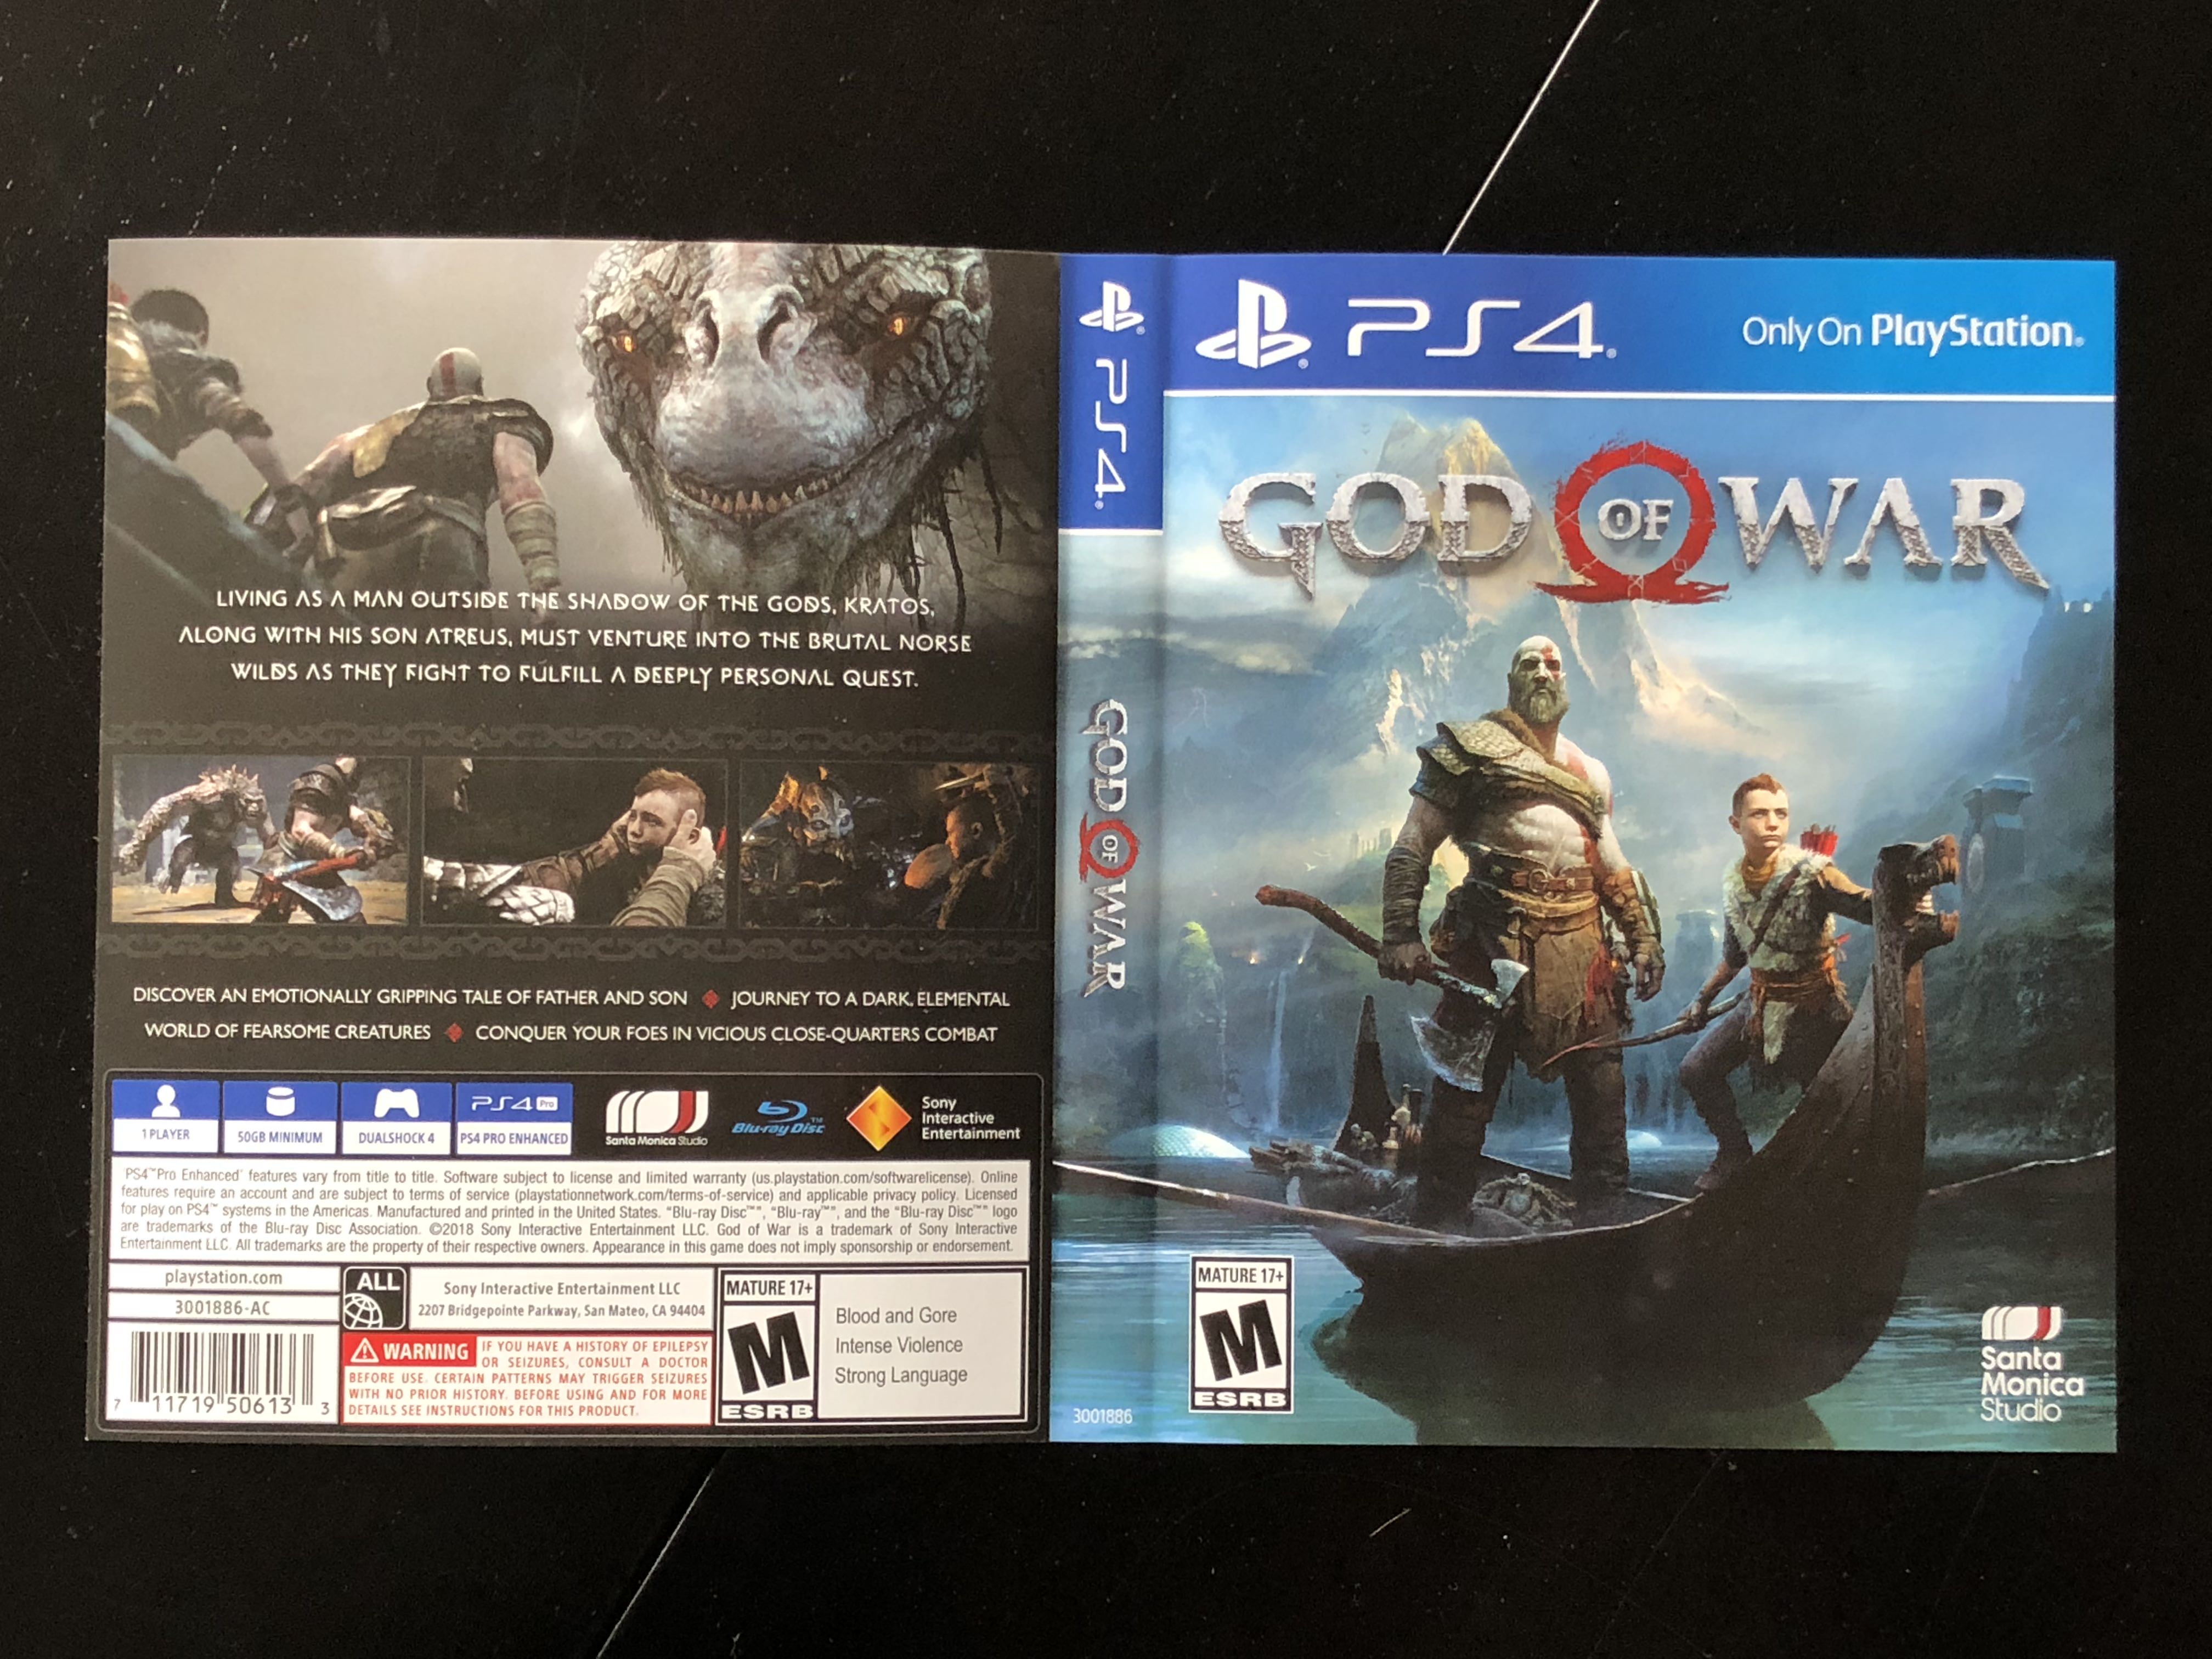 LIVING AS A MAN OUTSIDE THE SHADOW OF THE GODS, KRATOS,
ALONG WITH HIS SON ATREUS, MUST VENTURE INTO THE BRUTAL NORSE
WILDS AS THEY FIGHT TO FULFILL A DEEPLY PERSONAL QUEST.
DISCOVER AN EMOTIONALLY GRIPPING TALE OF FATHER AND SON JOURNEY TO A DARK, ELEMENTAL
WORLD OF FEARSOME CREATURES CONQUER YOUR FOES IN VICIOUS CLOSE-QUARTERS COMBAT
1 PLAYER
50GB MINIMUM
DUALSHOCK 4
PS4 Pro
PS4 PRO ENHANCED
Santa Monica Studio
Blu-ray Disc™
Sony
Interactive
Entertainment
'PS4™Pro Enhanced' features vary from title to title. Software subject to license and limited warranty (us.playstation.com/softwarelicense). Online
features require an account and are subject to terms of service (playstationnetwork.com/terms-of-service) and applicable privacy policy. Licensed
for play on PS4™ systems in the Americas. Manufactured and printed in the United States. "Blu-ray Disc™", "Blu-ray™", and the "Blu-ray Disc™" logo
are trademarks of the Blu-ray Disc Association. ©2018 Sony Interactive Entertainment LLC. God of War is a trademark of Sony Interactive
Entertainment LLC. All trademarks are the property of their respective owners. Appearance in this game does not imply sponsorship or endorsement.
playstation.com
3001886-AC
7 11719 50613 3
ALL
Sony Interactive Entertainment LLC
2207 Bridgepointe Parkway, San Mateo, CA 94404
WARNING IF YOU HAVE A HISTORY OF EPILEPSY
OR SEIZURES, CONSULT A DOCTOR
BEFORE USE. CERTAIN PATTERNS MAY TRIGGER SEIZURES
WITH NO PRIOR HISTORY. BEFORE USING AND FOR MORE
DETAILS SEE INSTRUCTIONS FOR THIS PRODUCT.
MATURE 17+
M
ESRB
Blood and Gore
Intense Violence
Strong Language
PS4®
GOD OF WAR
3001886
PS4®
Only On PlayStation®
GOD OF WAR
MATURE 17+
M
ESRB
Santa
Monica
Studio